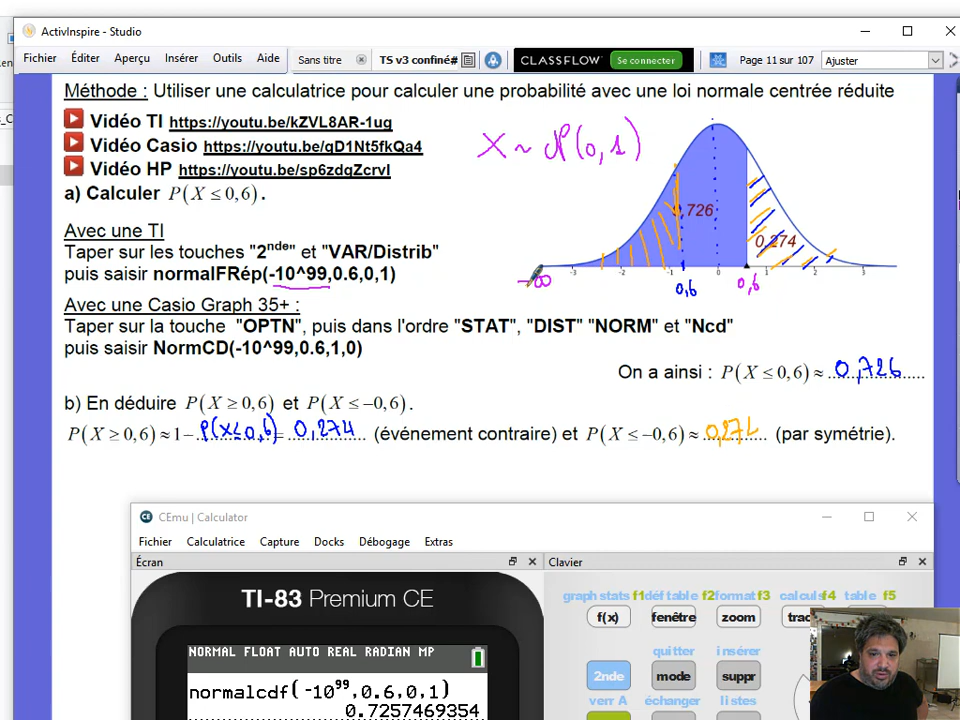 ActivInspire - Studio
Fichier Éditer Aperçu Insérer Outils Aide Sans titre TS v3 confiné# CLASSFLOW Se connecter Page 11 sur 107 Ajuster
Méthode : Utiliser une calculatrice pour calculer une probabilité avec une loi normale centrée réduite
Vidéo TI https://youtu.be/kZVL8AR-1ug
Vidéo Casio https://youtu.be/qD1Nt5fkQa4
Vidéo HP https://youtu.be/sp6zdqZcrvI
X ~ N(0,1)
a) Calculer P(X ≤ 0,6).
,726
0,274
Avec une TI
Taper sur les touches "2nde" et "VAR/Distrib"
puis saisir normalFRép(-10^99,0.6,0,1)
-3 -2 -1 0 1 2 3
-∞ 0,6 0,6
Avec une Casio Graph 35+ :
Taper sur la touche "OPTN", puis dans l'ordre "STAT", "DIST" "NORM" et "Ncd"
puis saisir NormCD(-10^99,0.6,1,0)
On a ainsi : P(X ≤ 0,6) ≈ 0,726
b) En déduire P(X ≥ 0,6) et P(X ≤ −0,6).
P(X ≥ 0,6) ≈ 1− P(X ≤ 0,6) = 0,274 (événement contraire) et P(X ≤ −0,6) ≈ 0,274 (par symétrie).
CEmu | Calculator
Fichier Calculatrice Capture Docks Débogage Extras
Écran Clavier
TI-83 Premium CE
graph stats f1 déf table f2 format f3 calculs f4 table f5
f(x) fenêtre zoom trac
NORMAL FLOAT AUTO REAL RADIAN MP
quitter insérer
normalcdf(-10^99,0.6,0,1)
2nde mode suppr
0.7257469354
verr A échanger listes